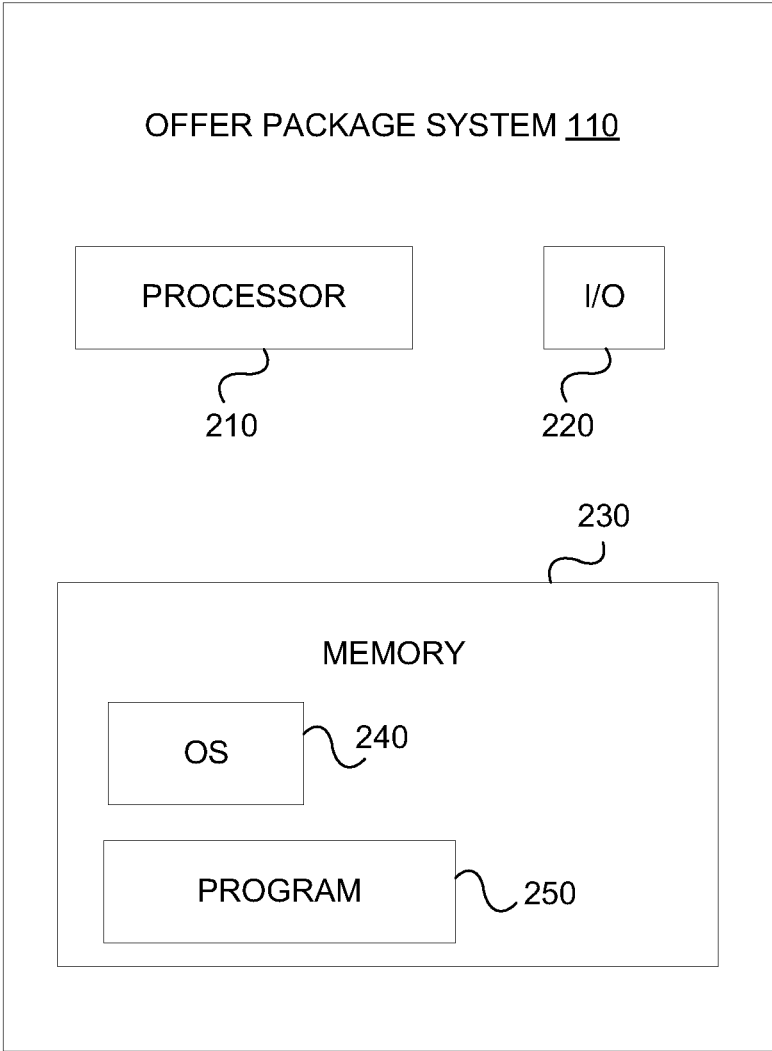 OFFER PACKAGE SYSTEM 110
PROCESSOR
I/O
210
220
230
MEMORY
OS
240
PROGRAM
250